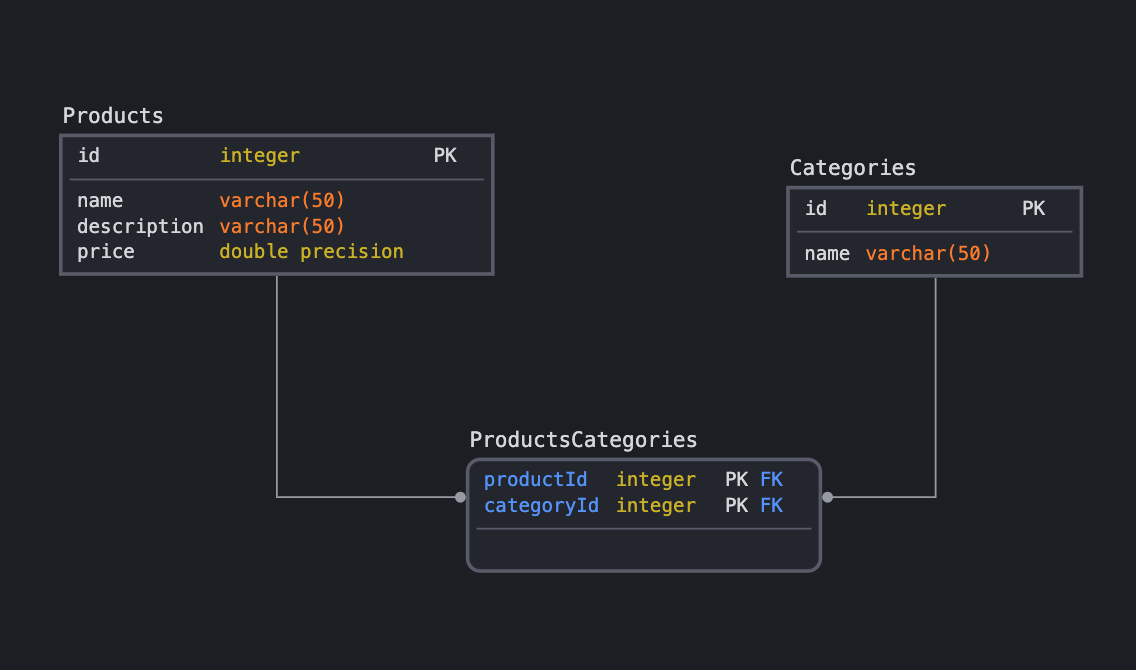 Products
id integer PK
name varchar(50)
description varchar(50)
price double precision
Categories
id integer PK
name varchar(50)
ProductsCategories
productId integer PK FK
categoryId integer PK FK